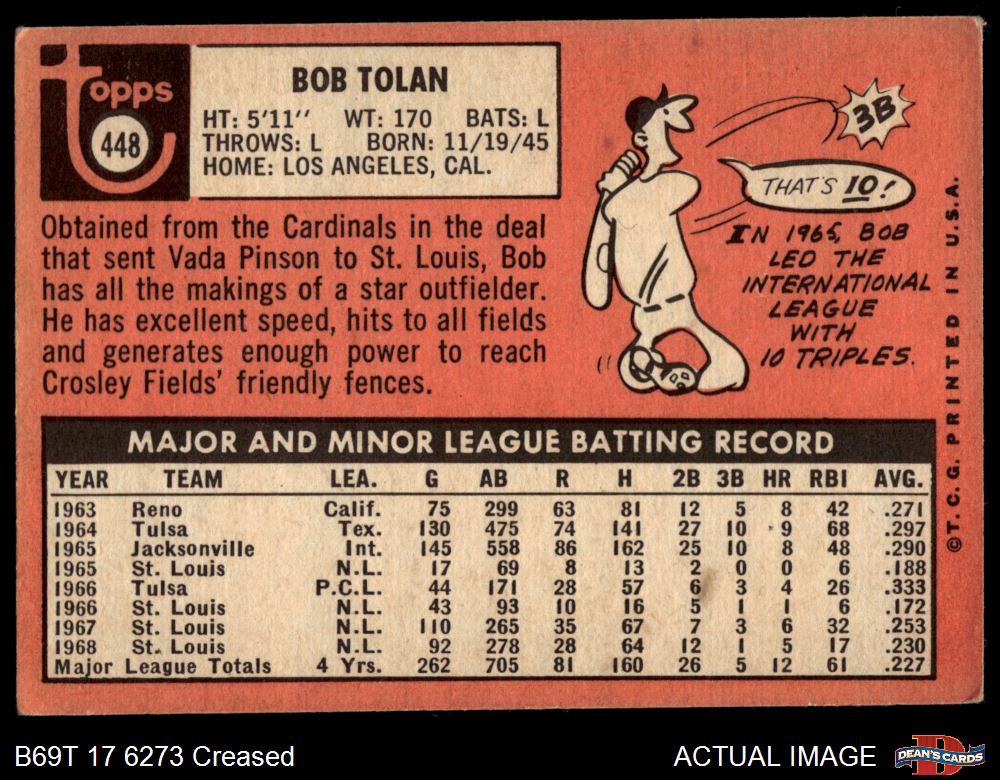 topps
448
BOB TOLAN
HT: 5'11'' WT: 170 BATS: L
THROWS: L BORN: 11/19/45
HOME: LOS ANGELES, CAL.
Obtained from the Cardinals in the deal
that sent Vada Pinson to St. Louis, Bob
has all the makings of a star outfielder.
He has excellent speed, hits to all fields
and generates enough power to reach
Crosley Fields' friendly fences.
3B
THAT'S 10!
IN 1965, BOB
LED THE
INTERNATIONAL
LEAGUE
WITH
10 TRIPLES.
© T. C. G. PRINTED IN U.S.A.
MAJOR AND MINOR LEAGUE BATTING RECORD
YEAR TEAM LEA. G AB R H 2B 3B HR RBI AVG.
1963 Reno Calif. 75 299 63 81 12 5 8 42 .271
1964 Tulsa Tex. 130 475 74 141 27 10 9 68 .297
1965 Jacksonville Int. 145 558 86 162 25 10 8 48 .290
1965 St. Louis N.L. 17 69 8 13 2 0 0 6 .188
1966 Tulsa P.C.L. 44 171 28 57 6 3 4 26 .333
1966 St. Louis N.L. 43 93 10 16 5 1 1 6 .172
1967 St. Louis N.L. 110 265 35 67 7 3 6 32 .253
1968 St. Louis N.L. 92 278 28 64 12 1 5 17 .230
Major League Totals 4 Yrs. 262 705 81 160 26 5 12 61 .227
B69T 17 6273 Creased
ACTUAL IMAGE
D
DEAN'S CARDS